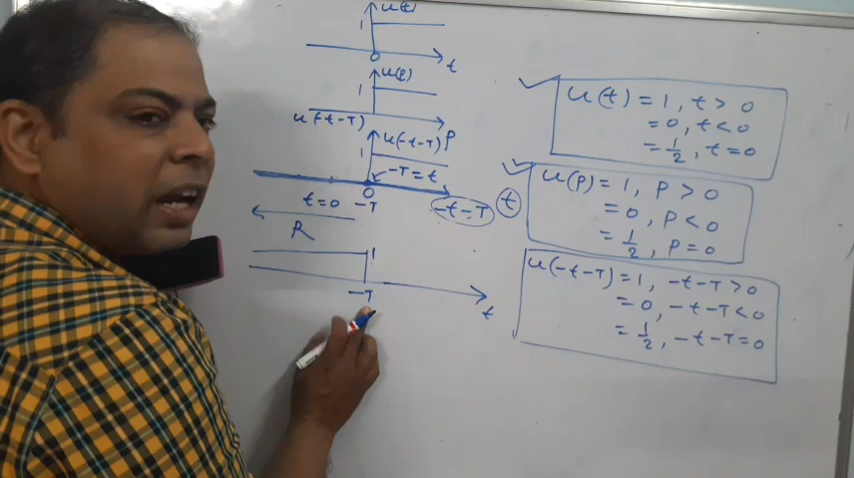 u(t)
1
0
t
u(p)
1
u(-t-T)
P
u(-t-T)
1
-T=t
0
t=0 -T
-t-T
t
R
1
-T
t
u(t) = 1, t > 0
= 0, t < 0
= 1/2, t = 0
u(p) = 1, P > 0
= 0, P < 0
= 1/2, P = 0
u(-t-T) = 1, -t-T > 0
= 0, -t-T < 0
= 1/2, -t-T = 0